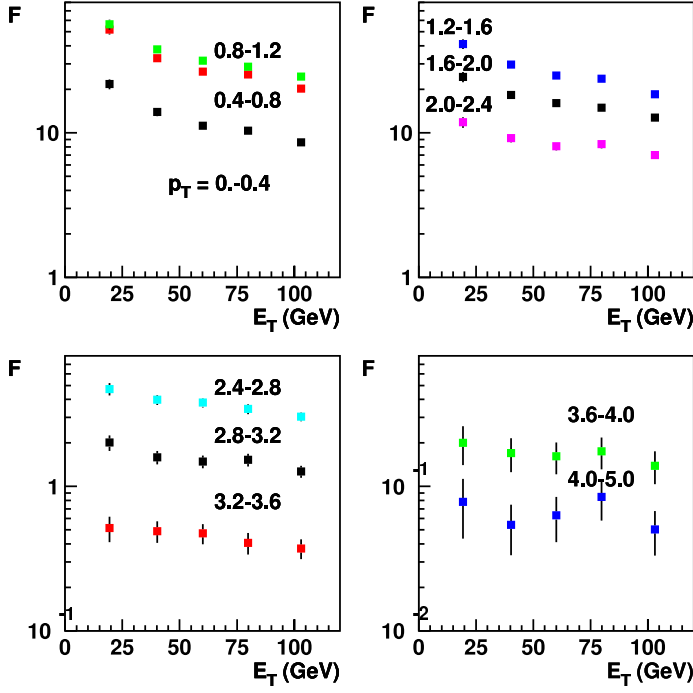 F
0.8-1.2
0.4-0.8
10
p_T = 0.-0.4
1
0 25 50 75 100
E_T (GeV)
F
1.2-1.6
1.6-2.0
2.0-2.4
10
1
0 25 50 75 100
E_T (GeV)
F
2.4-2.8
2.8-3.2
1
3.2-3.6
10^-1
0 25 50 75 100
E_T (GeV)
F
3.6-4.0
10^-1
4.0-5.0
10^-2
0 25 50 75 100
E_T (GeV)